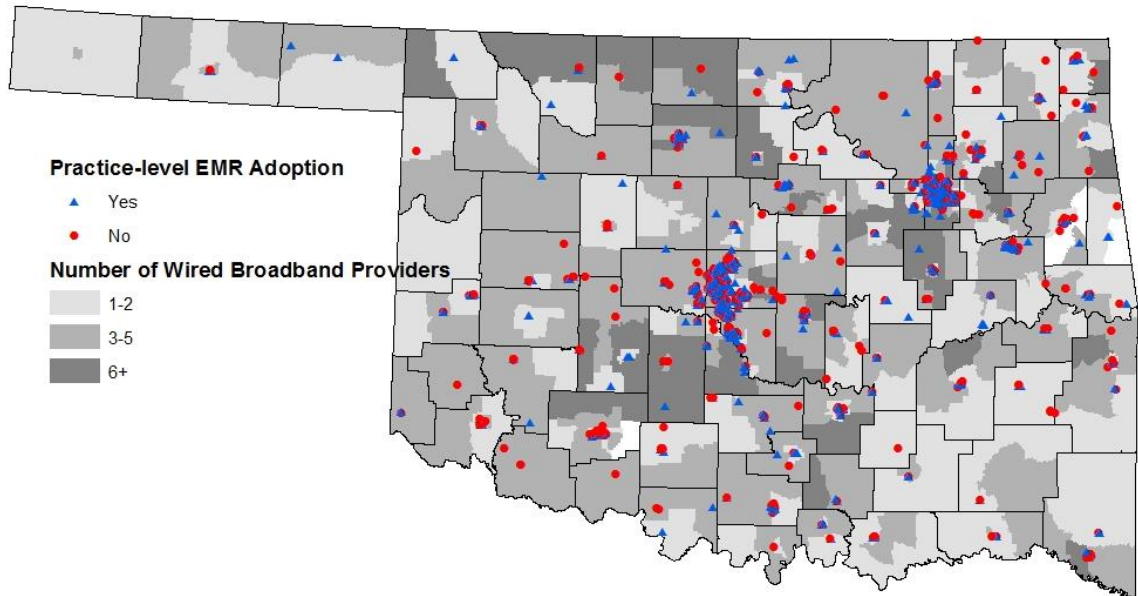 Practice-level EMR Adoption
Yes
No
Number of Wired Broadband Providers
1-2
3-5
6+